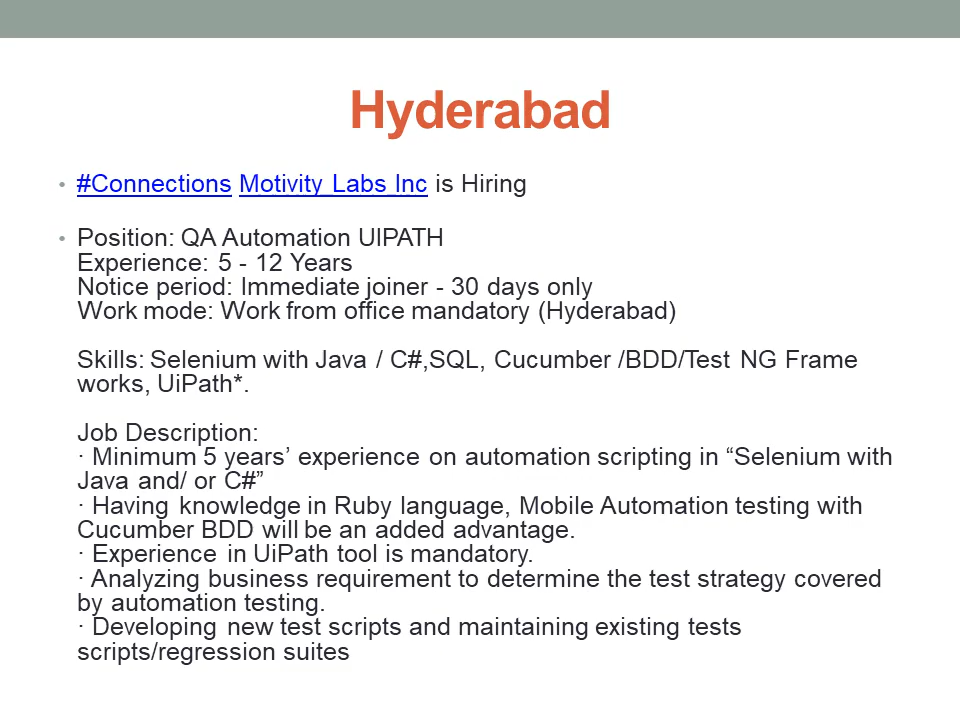 Hyderabad
• #Connections Motivity Labs Inc is Hiring
• Position: QA Automation UIPATH
Experience: 5 - 12 Years
Notice period: Immediate joiner - 30 days only
Work mode: Work from office mandatory (Hyderabad)
Skills: Selenium with Java / C#,SQL, Cucumber /BDD/Test NG Frame
works, UiPath*.
Job Description:
· Minimum 5 years’ experience on automation scripting in “Selenium with
Java and/ or C#”
· Having knowledge in Ruby language, Mobile Automation testing with
Cucumber BDD will be an added advantage.
· Experience in UiPath tool is mandatory.
· Analyzing business requirement to determine the test strategy covered
by automation testing.
· Developing new test scripts and maintaining existing tests
scripts/regression suites